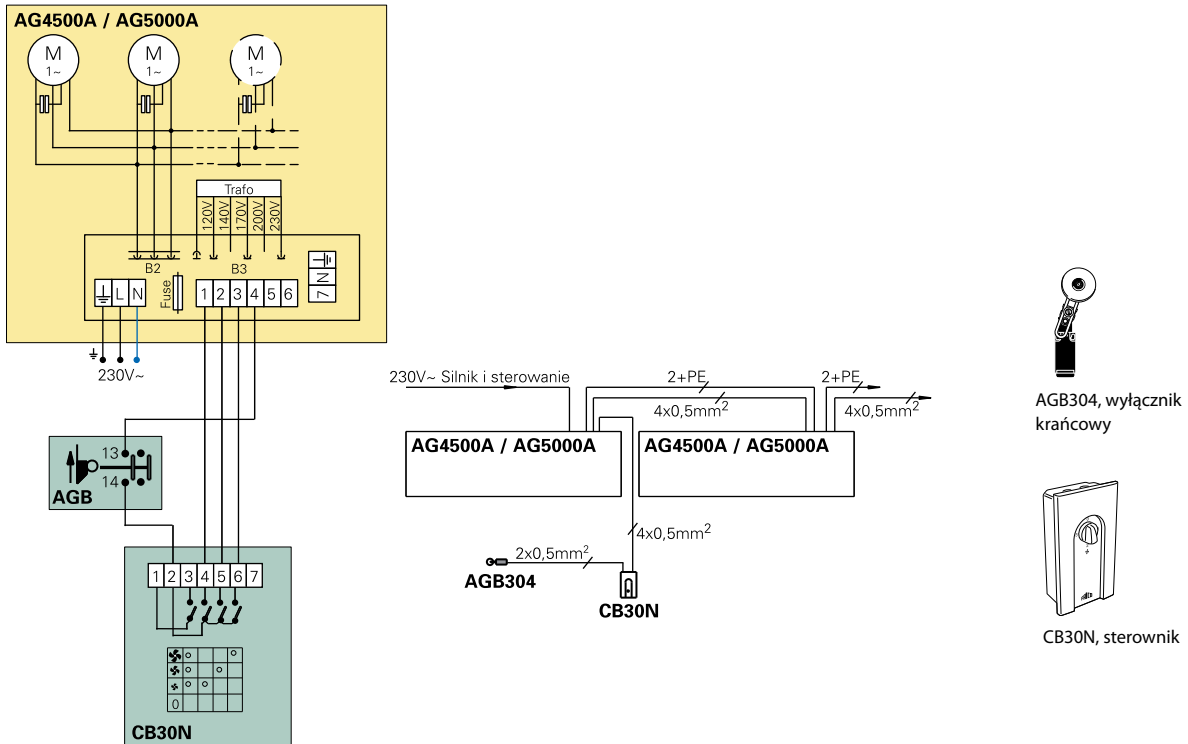 AG4500A / AG5000A
M
1~
M
1~
M
1~
Trafo
120V
140V
170V
200V
230V
B2
B3
L
N
Fuse
1 2 3 4 5 6
7 N
230V~
13
14
AGB
1 2 3 4 5 6 7
0
CB30N
230V~ Silnik i sterowanie
2+PE
4x0,5mm²
2+PE
4x0,5mm²
AG4500A / AG5000A
AG4500A / AG5000A
4x0,5mm²
2x0,5mm²
AGB304
CB30N
AGB304, wyłącznik
krańcowy
CB30N, sterownik